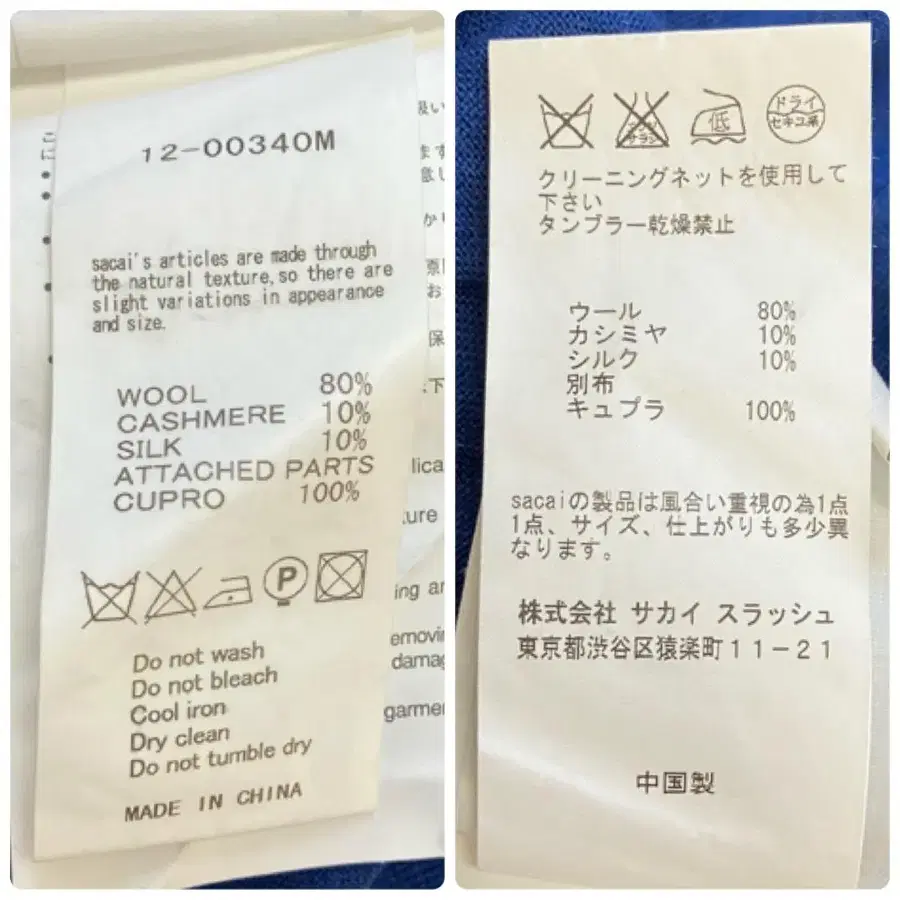 12-00340M
sacai's articles are made through
the natural texture, so there are
slight variations in appearance
and size.
WOOL 80%
CASHMERE 10%
SILK 10%
ATTACHED PARTS
CUPRO 100%
P
Do not wash
Do not bleach
Cool iron
Dry clean
Do not tumble dry
MADE IN CHINA
低
ドライ
セキユ系
クリーニングネットを使用して
下さい
タンブラー乾燥禁止
ウール 80%
カシミヤ 10%
シルク 10%
別布
キュプラ 100%
sacaiの製品は風合い重視の為1点
1点、サイズ、仕上がりも多少異
なります。
株式会社 サカイ スラッシュ
東京都渋谷区猿楽町11-21
中国製